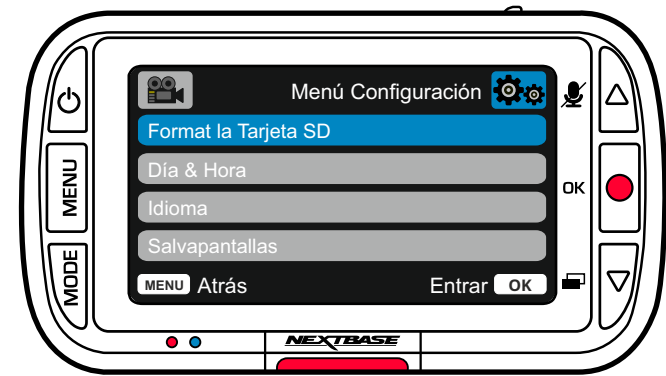 Menú Configuración
Format la Tarjeta SD
Día & Hora
Idioma
Salvapantallas
MENU Atrás Entrar OK
MENU
MODE
OK
NEXTBASE